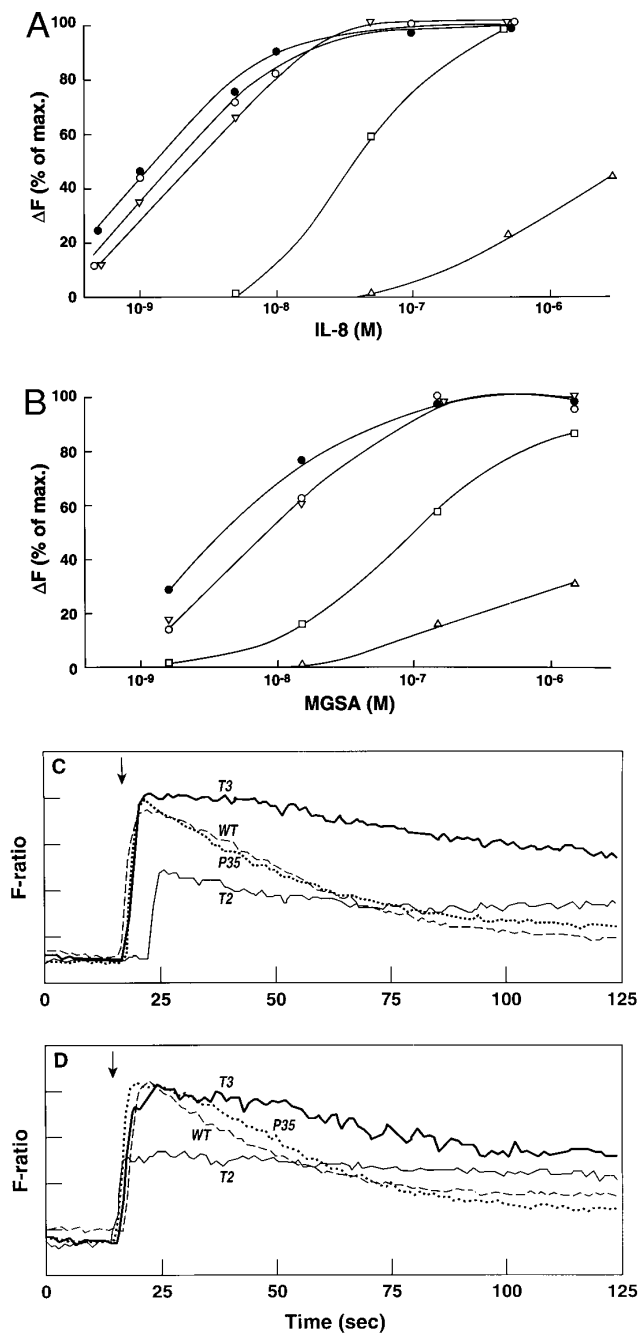 A
ΔF (% of max.)
100
80
60
40
20
0
10-9
10-8
10-7
10-6
IL-8 (M)
B
ΔF (% of max.)
100
80
60
40
20
0
10-9
10-8
10-7
10-6
MGSA (M)
C
F-ratio
T3
WT
P35
T2
0
25
50
75
100
125
D
F-ratio
T3
P35
WT
T2
0
25
50
75
100
125
Time (sec)